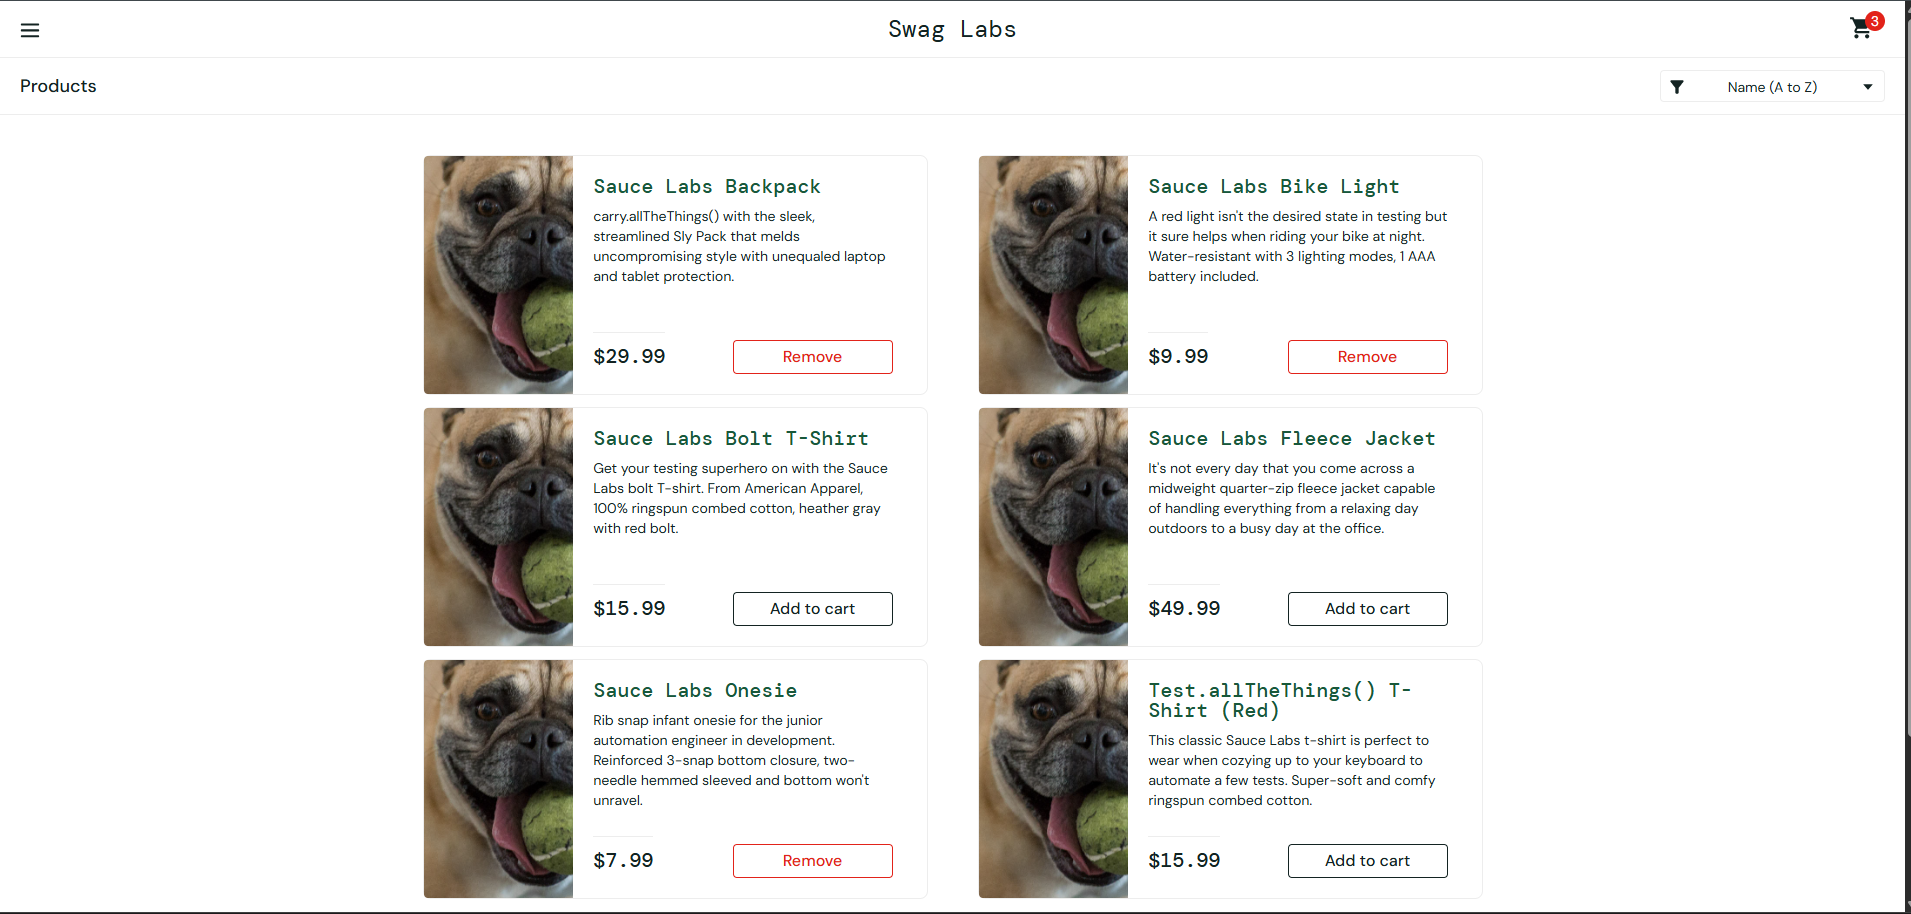 Swag Labs
3
Products
Name (A to Z)
Sauce Labs Backpack
carry.allTheThings() with the sleek,
streamlined Sly Pack that melds
uncompromising style with unequaled laptop
and tablet protection.
$29.99
Remove
Sauce Labs Bike Light
A red light isn't the desired state in testing but
it sure helps when riding your bike at night.
Water-resistant with 3 lighting modes, 1 AAA
battery included.
$9.99
Remove
Sauce Labs Bolt T-Shirt
Get your testing superhero on with the Sauce
Labs bolt T-shirt. From American Apparel,
100% ringspun combed cotton, heather gray
with red bolt.
$15.99
Add to cart
Sauce Labs Fleece Jacket
It's not every day that you come across a
midweight quarter-zip fleece jacket capable
of handling everything from a relaxing day
outdoors to a busy day at the office.
$49.99
Add to cart
Sauce Labs Onesie
Rib snap infant onesie for the junior
automation engineer in development.
Reinforced 3-snap bottom closure, two-
needle hemmed sleeved and bottom won't
unravel.
$7.99
Remove
Test.allTheThings() T-
Shirt (Red)
This classic Sauce Labs t-shirt is perfect to
wear when cozying up to your keyboard to
automate a few tests. Super-soft and comfy
ringspun combed cotton.
$15.99
Add to cart